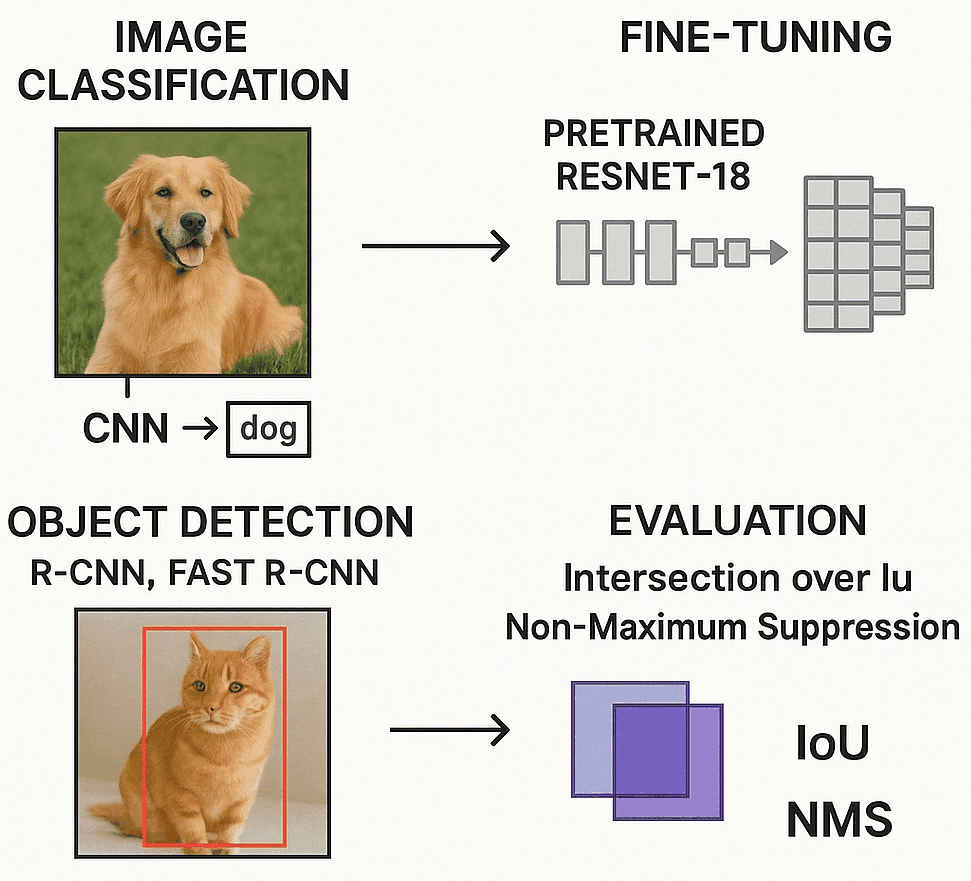 IMAGE
CLASSIFICATION
CNN → dog
FINE-TUNING
PRETRAINED
RESNET-18
OBJECT DETECTION
R-CNN, FAST R-CNN
EVALUATION
Intersection over Iu
Non-Maximum Suppression
IoU
NMS